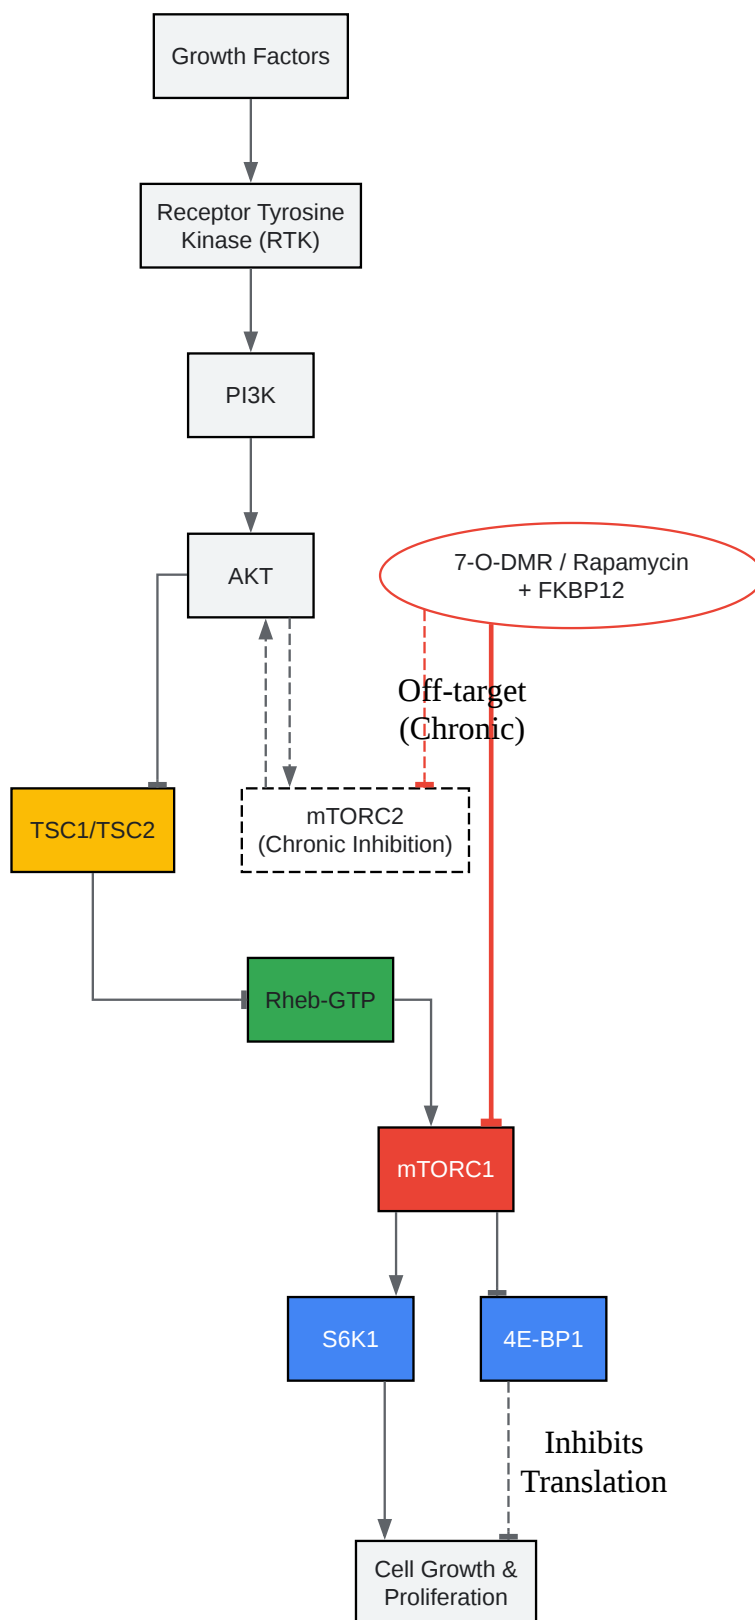 Growth Factors
Receptor Tyrosine
Kinase (RTK)
PI3K
AKT
7-O-DMR / Rapamycin
+ FKBP12
Off-target
(Chronic)
TSC1/TSC2
mTORC2
(Chronic Inhibition)
Rheb-GTP
mTORC1
S6K1
4E-BP1
Inhibits
Translation
Cell Growth &
Proliferation